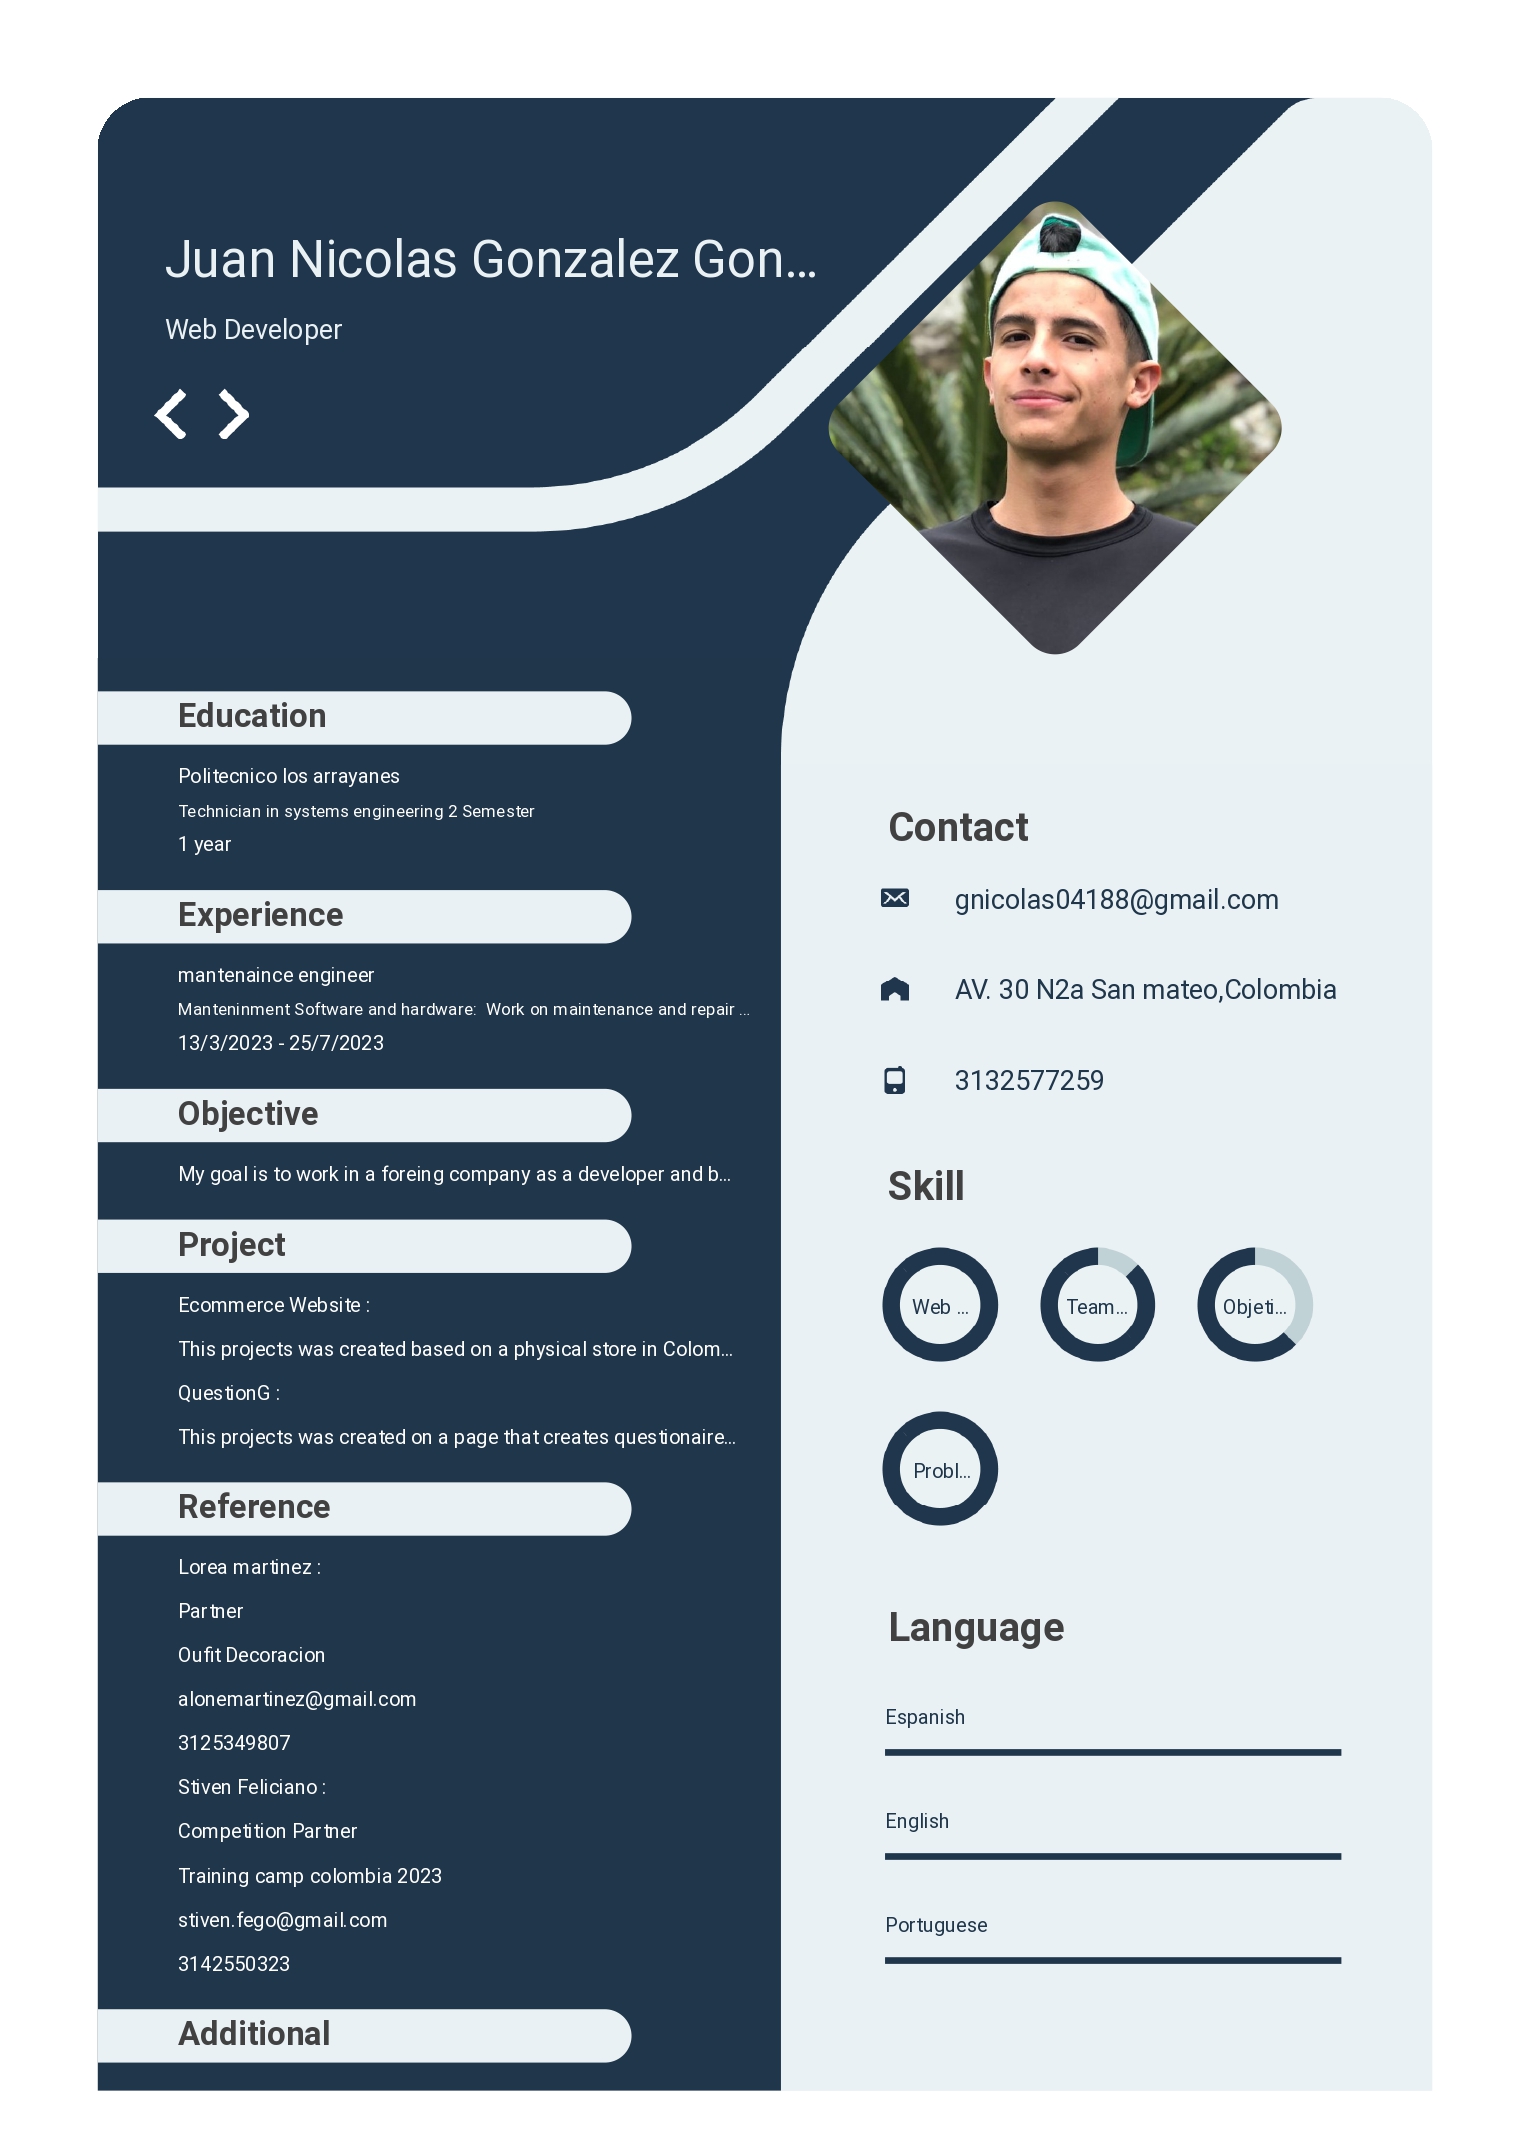 Juan Nicolas Gonzalez Gon...
Web Developer
Education
Politecnico los arrayanes
Technician in systems engineering 2 Semester
1 year
Experience
mantenaince engineer
Manteninment Software and hardware: Work on maintenance and repair ...
13/3/2023 - 25/7/2023
Objective
My goal is to work in a foreing company as a developer and b...
Project
Ecommerce Website :
This projects was created based on a physical store in Colom...
QuestionG :
This projects was created on a page that creates questionaire...
Reference
Lorea martinez :
Partner
Oufit Decoracion
alonemartinez@gmail.com
3125349807
Stiven Feliciano :
Competition Partner
Training camp colombia 2023
stiven.fego@gmail.com
3142550323
Additional
Contact
gnicolas04188@gmail.com
AV. 30 N2a San mateo,Colombia
3132577259
Skill
Web ...
Team...
Objeti...
Probl...
Language
Espanish
English
Portuguese